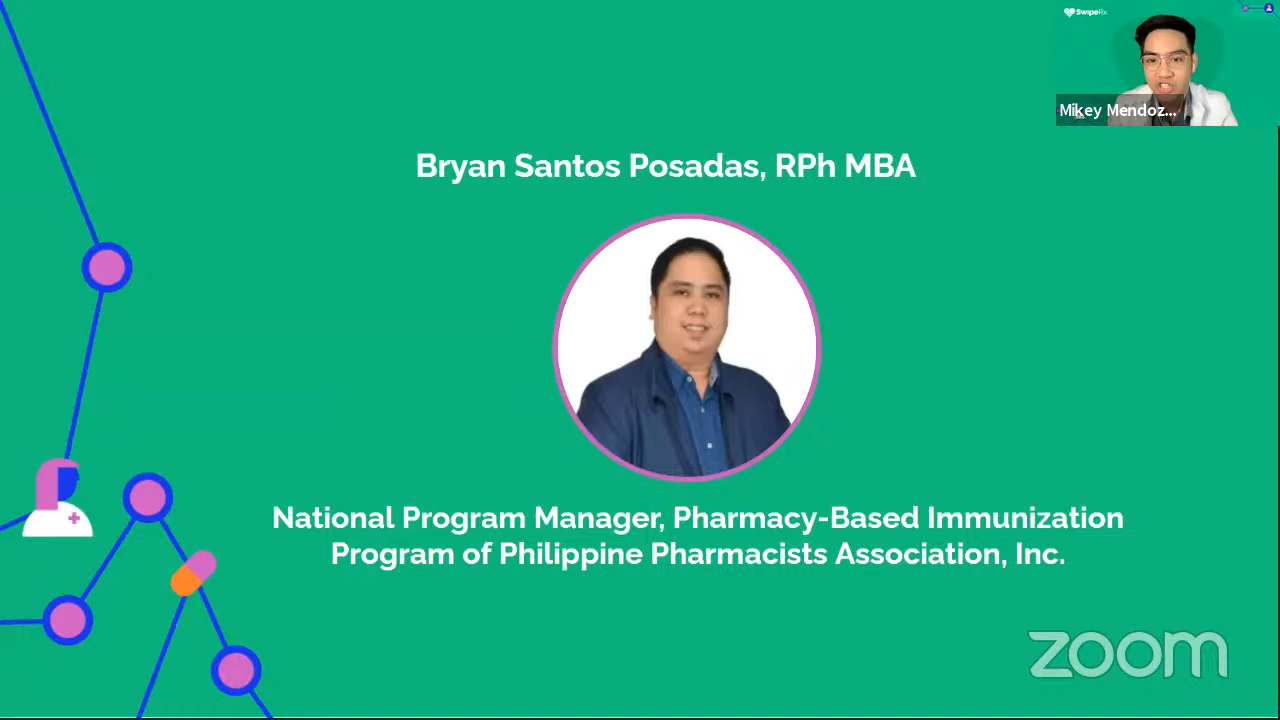 SwipeRx
Mikey Mendoz...
Bryan Santos Posadas, RPh MBA
National Program Manager, Pharmacy-Based Immunization
Program of Philippine Pharmacists Association, Inc.
zoom